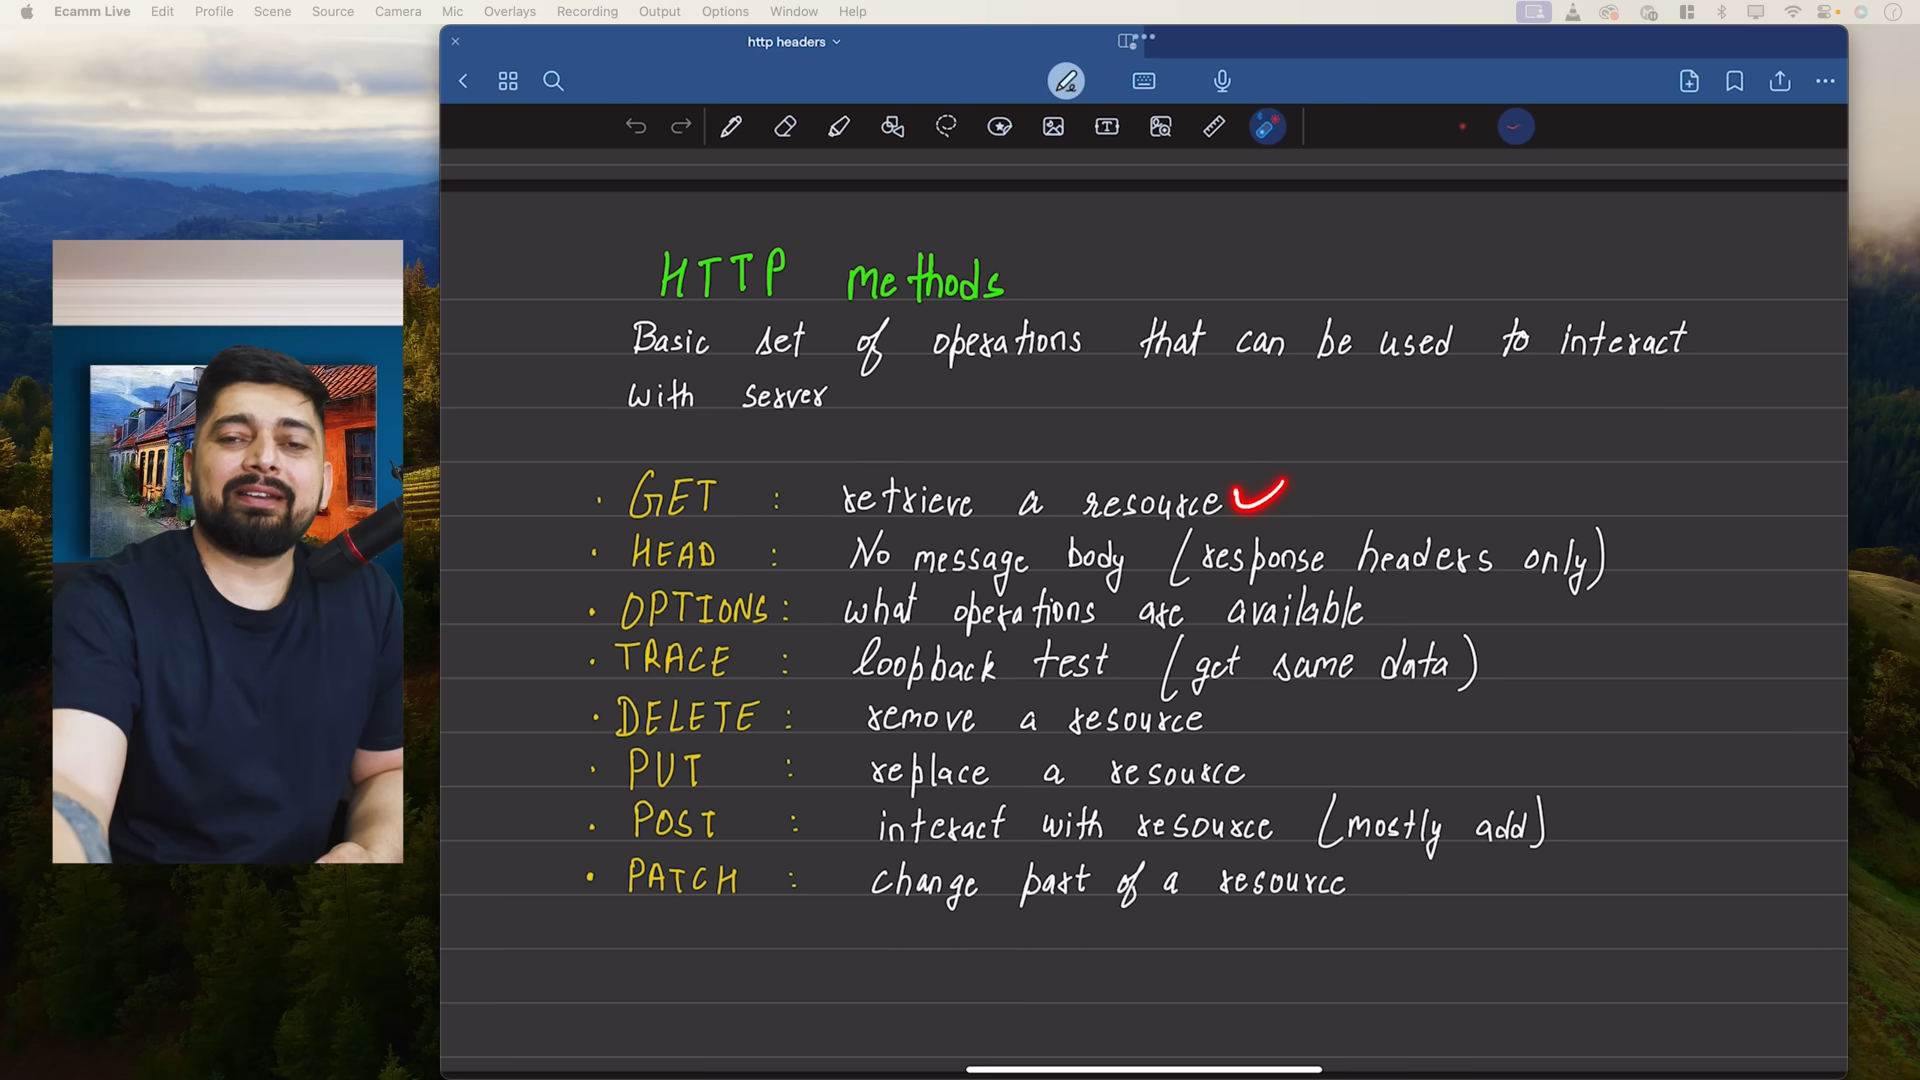 Ecamm Live Edit Profile Scene Source Camera Mic Overlays Recording Output Options Window Help
http headers
HTTP Methods
Basic set of operations that can be used to interact
with server
· GET : retrieve a resource
· HEAD : No message body (response headers only)
· OPTIONS : what operations are available
· TRACE : loopback test (get same data)
· DELETE : remove a resource
· PUT : replace a resource
· POST : interact with resource (mostly add)
· PATCH : change part of a resource